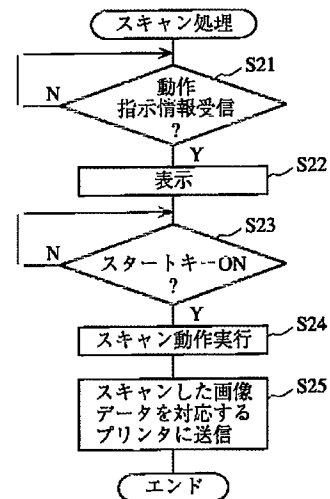 スキャン処理
S21
動作
指示情報受信
?
N
Y
S22
表示
S23
スタートキーON
?
N
Y
S24
スキャン動作実行
S25
スキャンした画像
データを対応する
プリンタに送信
エンド